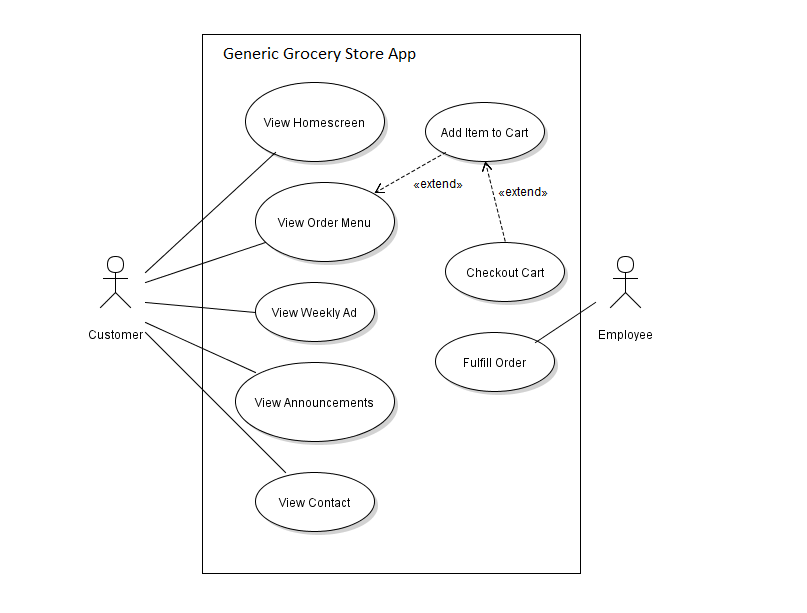 Generic Grocery Store App
View Homescreen
Add Item to Cart
«extend»
«extend»
View Order Menu
Checkout Cart
View Weekly Ad
Customer
Employee
Fulfill Order
View Announcements
View Contact